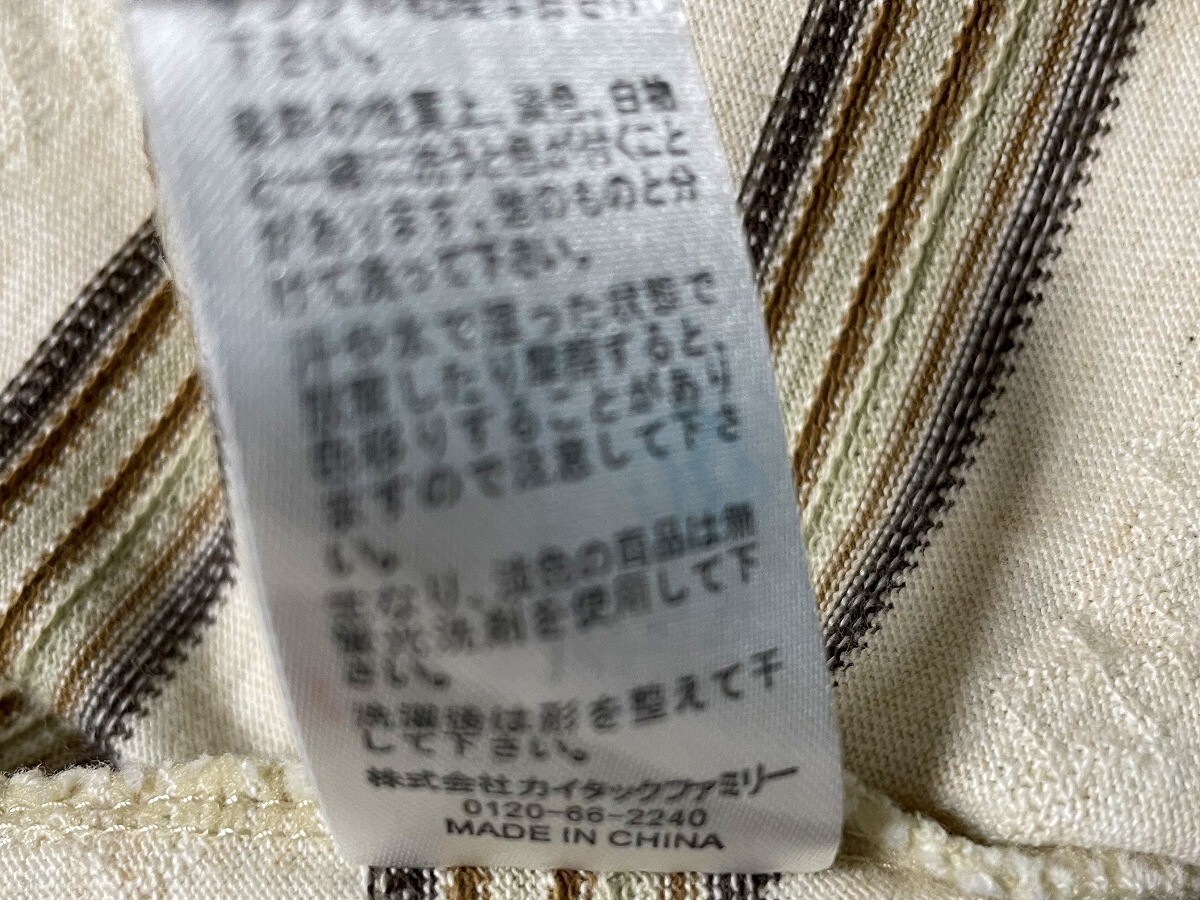 下さい。
の性質上、淡色、白物
と一緒に洗うと色が付くこと
があります。他のものと分
けて洗って下さい。
汗や水で湿った状態で
放置したり摩擦すると、
色移りすることがあり
ますので注意して下さ
い。
生なり、淡色の商品は無
蛍光洗剤を使用して下
さい。
洗濯後は形を整えて干
して下さい。
株式会社カイタックファミリー
0120-66-2240
MADE IN CHINA